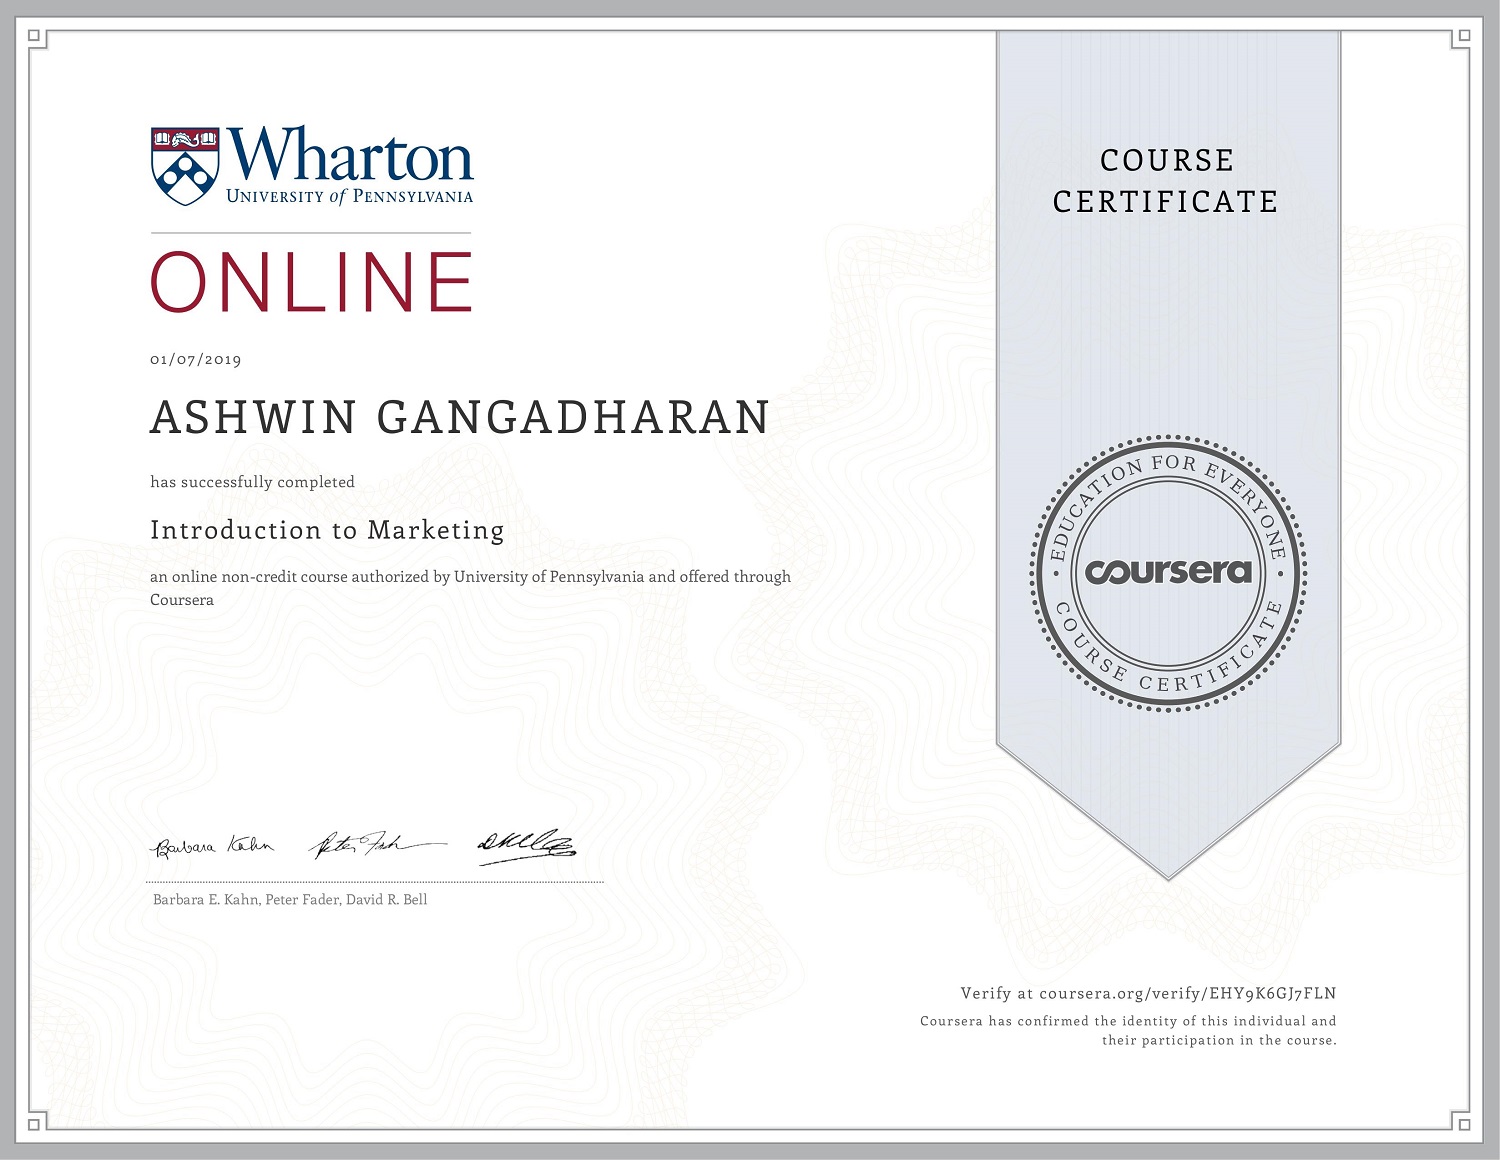 Wharton
UNIVERSITY of PENNSYLVANIA
ONLINE
01/07/2019
ASHWIN GANGADHARAN
has successfully completed
Introduction to Marketing
an online non-credit course authorized by University of Pennsylvania and offered through
Coursera
Barbara Kahn
Barbara E. Kahn, Peter Fader, David R. Bell
COURSE
CERTIFICATE
EDUCATION FOR EVERYONE
coursera
COURSE CERTIFICATE
Verify at coursera.org/verify/EHY9K6GJ7FLN
Coursera has confirmed the identity of this individual and
their participation in the course.